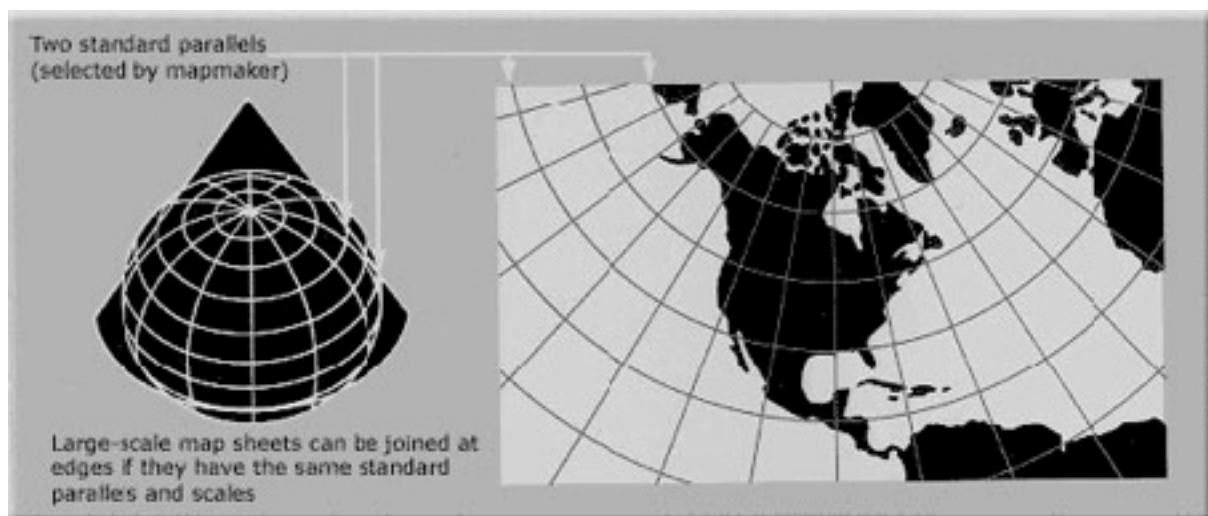 Two standard parallels
(selected by mapmaker)
Large-scale map sheets can be joined at
edges if they have the same standard
parallels and scales